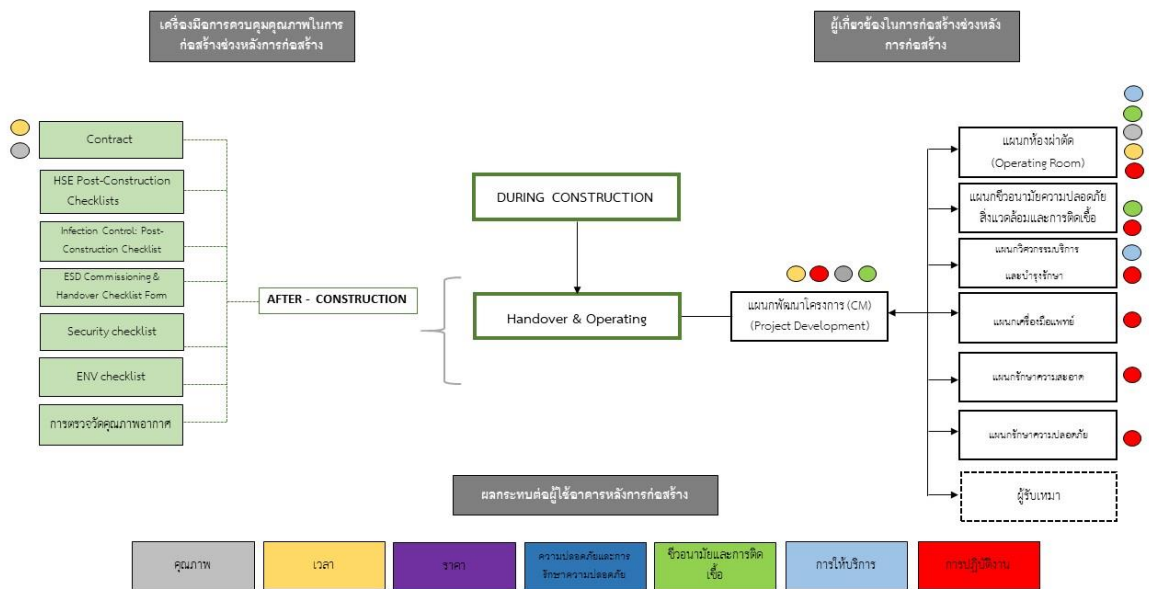 เครื่องมือการควบคุมคุณภาพในการ
ก่อสร้างช่วงหลังการก่อสร้าง
ผู้เกี่ยวข้องในการก่อสร้างช่วงหลัง
การก่อสร้าง
Contract
HSE Post-Construction
Checklists
Infection Control: Post-
Construction Checklist
ESD Commissioning &
Handover Checklist Form
Security checklist
ENV checklist
การตรวจวัดคุณภาพอากาศ
AFTER - CONSTRUCTION
DURING CONSTRUCTION
Handover & Operating
แผนกพัฒนาโครงการ (CM)
(Project Development)
แผนกห้องผ่าตัด
(Operating Room)
แผนกชีวอนามัยความปลอดภัย
สิ่งแวดล้อมและการติดเชื้อ
แผนกวิศวกรรมบริการ
และบำรุงรักษา
แผนกเครื่องมือแพทย์
แผนกรักษาความสะอาด
แผนกรักษาความปลอดภัย
ผู้รับเหมา
ผลกระทบต่อผู้ใช้อาคารหลังการก่อสร้าง
คุณภาพ
เวลา
ราคา
ความปลอดภัยและการ
รักษาความปลอดภัย
ชีวอนามัยและการติด
เชื้อ
การให้บริการ
การปฏิบัติงาน